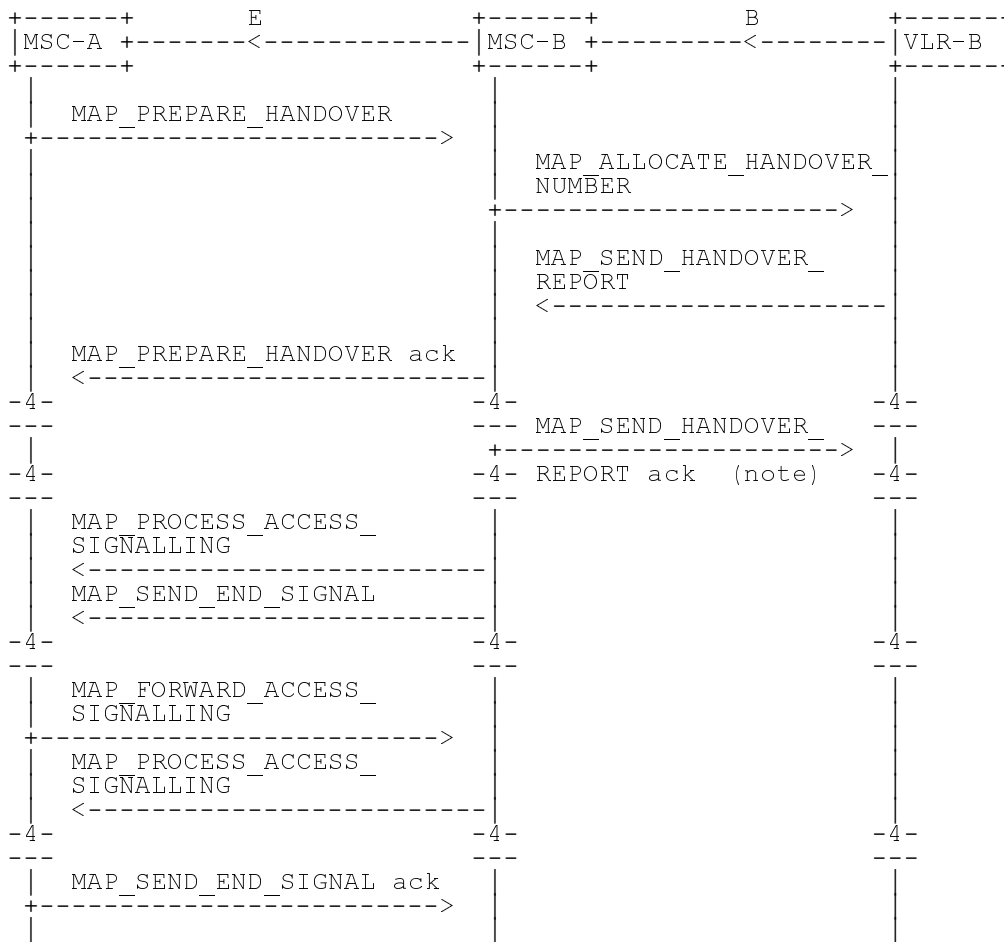 E B
MSC-A MSC-B VLR-B
MAP_PREPARE_HANDOVER
MAP_ALLOCATE_HANDOVER_
NUMBER
MAP_SEND_HANDOVER_
REPORT
MAP_PREPARE_HANDOVER ack
-4- -4- -4-
MAP_SEND_HANDOVER_
-4- -4- REPORT ack (note) -4-
MAP_PROCESS_ACCESS_
SIGNALLING
MAP_SEND_END_SIGNAL
-4- -4- -4-
MAP_FORWARD_ACCESS_
SIGNALLING
MAP_PROCESS_ACCESS_
SIGNALLING
-4- -4- -4-
MAP_SEND_END_SIGNAL ack